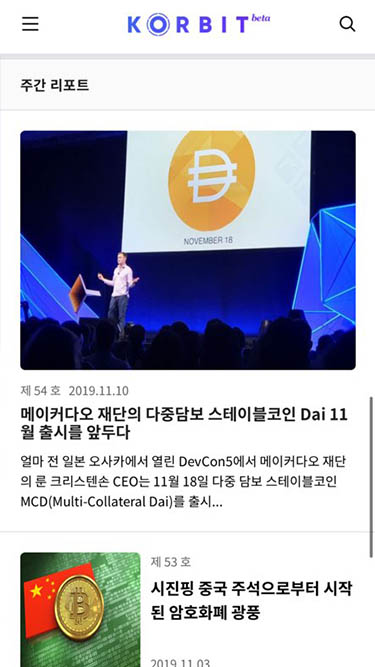 KORBIT beta
주간 리포트
NOVEMBER 18
제 54 호 2019.11.10
메이커다오 재단의 다중담보 스테이블코인 Dai 11
월 출시를 앞두다
얼마 전 일본 오사카에서 열린 DevCon5에서 메이커다오 재단
의 룬 크리스텐손 CEO는 11월 18일 다중 담보 스테이블코인
MCD(Multi-Collateral Dai)를 출시...
제 53 호
시진핑 중국 주석으로부터 시작
된 암호화폐 광풍
2019.11.03